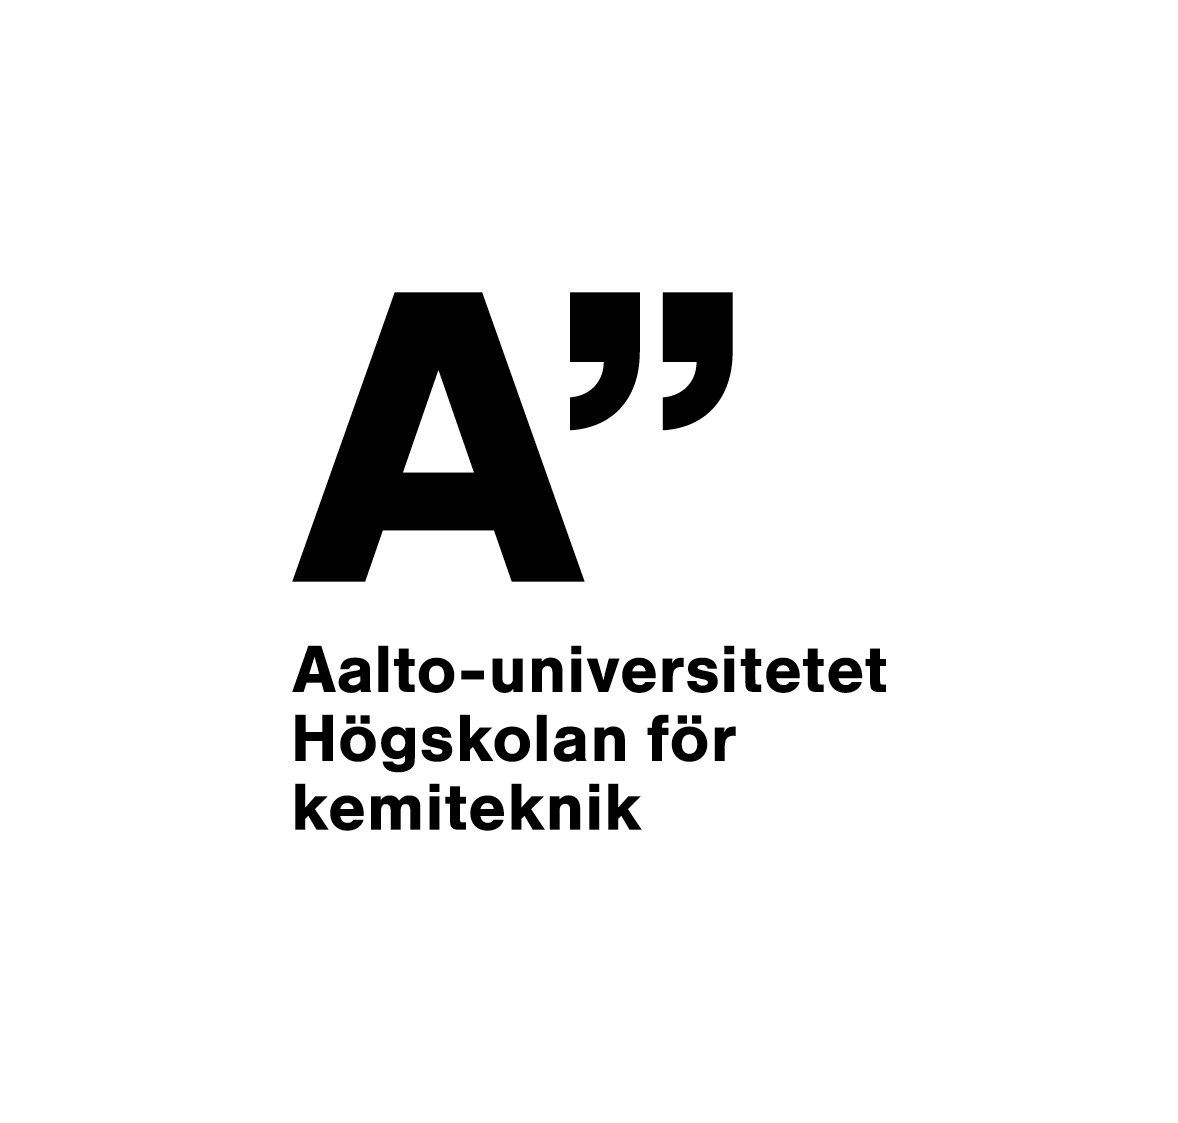 A”
Aalto-universitetet
Högskolan för
kemiteknik